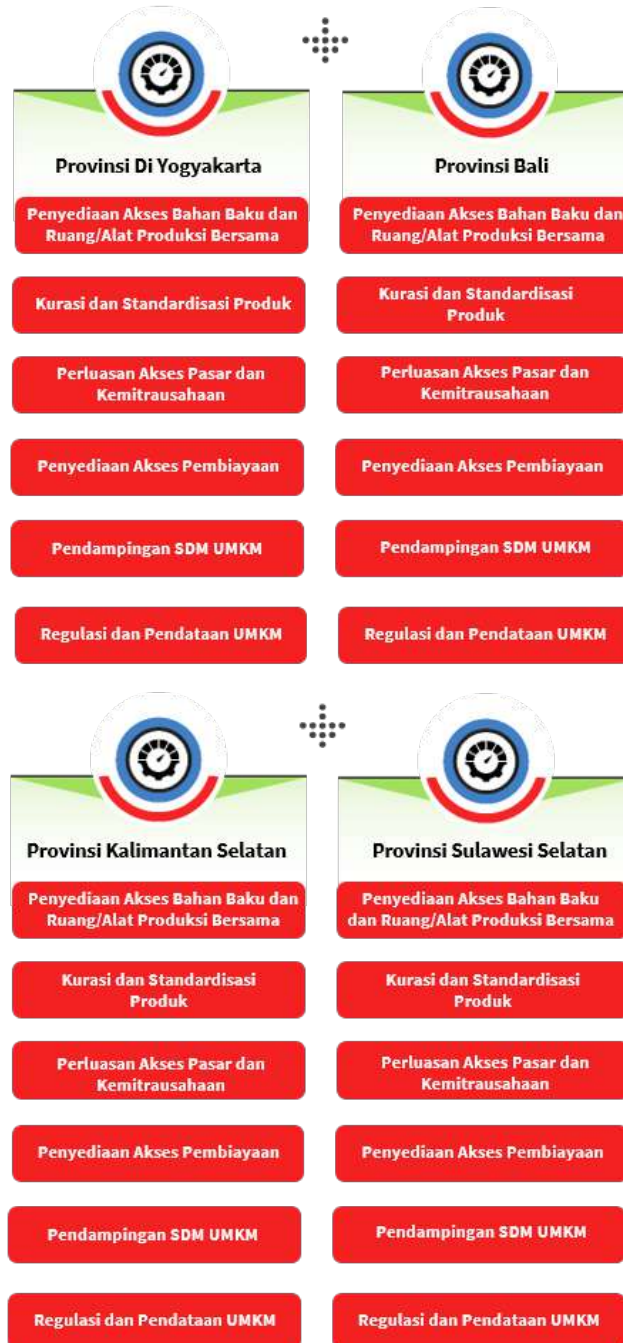 Provinsi Di Yogyakarta
Penyediaan Akses Bahan Baku dan
Ruang/Alat Produksi Bersama
Kurasi dan Standardisasi Produk
Perluasan Akses Pasar dan
Kemitrausahaan
Penyediaan Akses Pembiayaan
Pendampingan SDM UMKM
Regulasi dan Pendataan UMKM
Provinsi Bali
Penyediaan Akses Bahan Baku dan
Ruang/Alat Produksi Bersama
Kurasi dan Standardisasi
Produk
Perluasan Akses Pasar dan
Kemitrausahaan
Penyediaan Akses Pembiayaan
Pendampingan SDM UMKM
Regulasi dan Pendataan UMKM
Provinsi Kalimantan Selatan
Penyediaan Akses Bahan Baku dan
Ruang/Alat Produksi Bersama
Kurasi dan Standardisasi
Produk
Perluasan Akses Pasar dan
Kemitrausahaan
Penyediaan Akses Pembiayaan
Pendampingan SDM UMKM
Regulasi dan Pendataan UMKM
Provinsi Sulawesi Selatan
Penyediaan Akses Bahan Baku
dan Ruang/Alat Produksi Bersama
Kurasi dan Standardisasi
Produk
Perluasan Akses Pasar dan
Kemitrausahaan
Penyediaan Akses Pembiayaan
Pendampingan SDM UMKM
Regulasi dan Pendataan UMKM